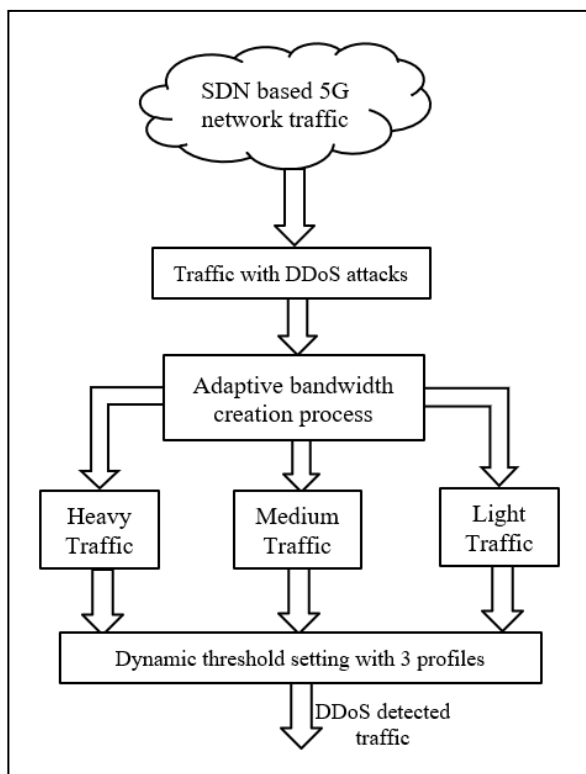 SDN based 5G
network traffic
Traffic with DDoS attacks
Adaptive bandwidth
creation process
Heavy
Traffic
Medium
Traffic
Light
Traffic
Dynamic threshold setting with 3 profiles
DDoS detected
traffic